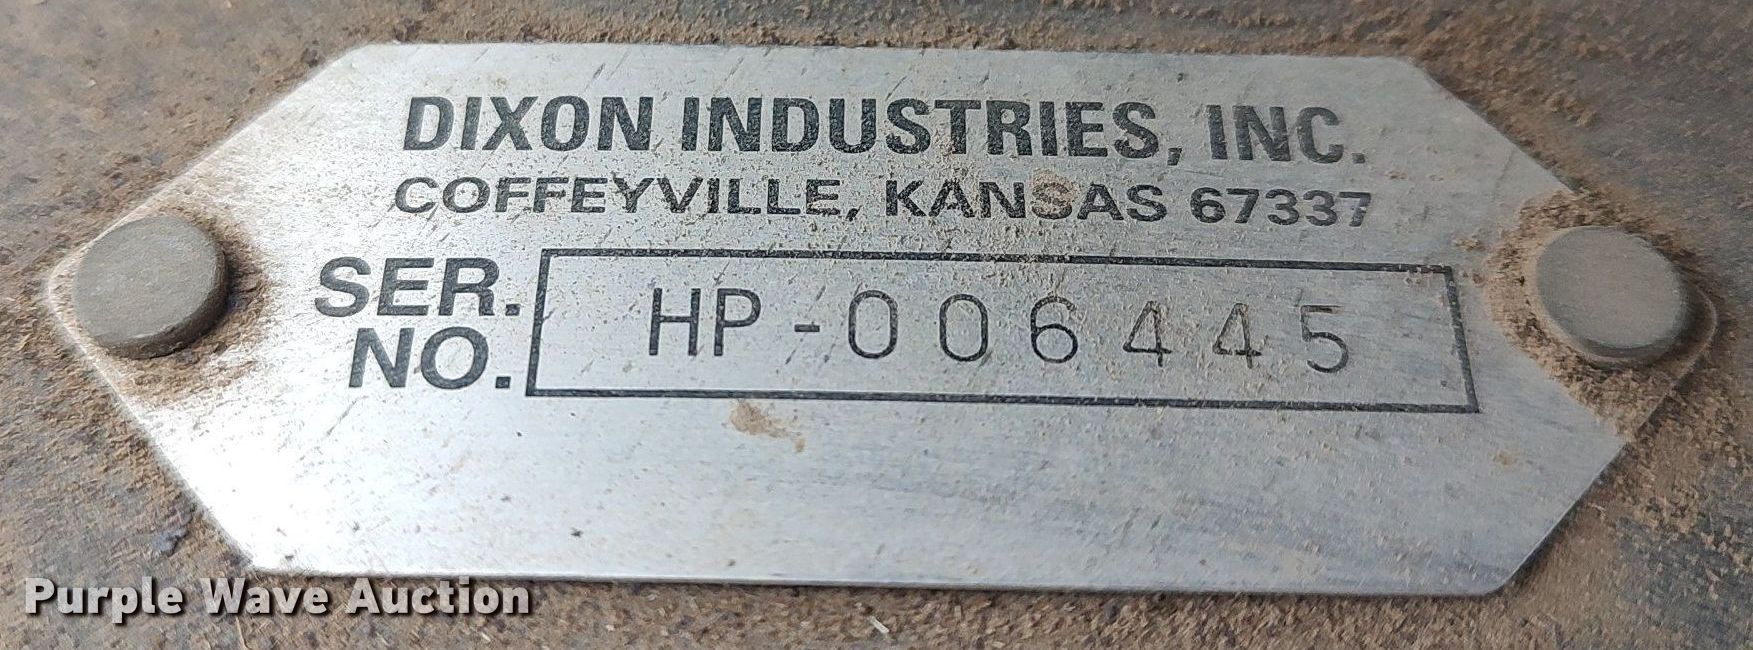 DIXON INDUSTRIES, INC.
COFFEYVILLE, KANSAS 67337
SER.
NO.
HP-006445
Purple Wave Auction